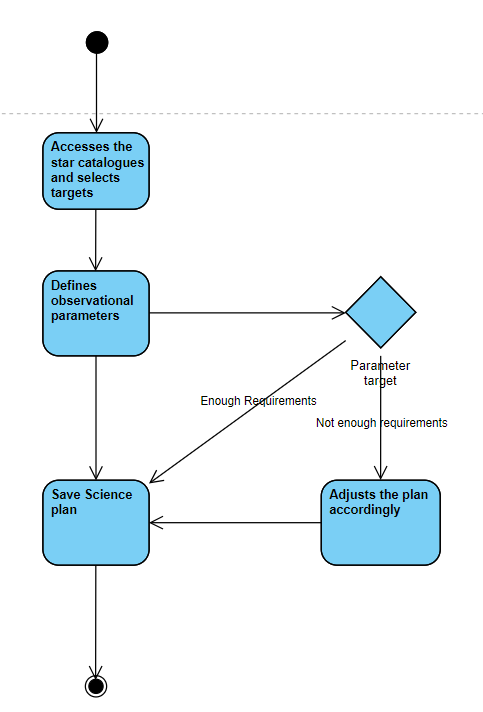 Accesses the
star catalogues
and selects
targets
Defines
observational
parameters
Parameter
target
Enough Requirements
Not enough requirements
Save Science
plan
Adjusts the plan
accordingly